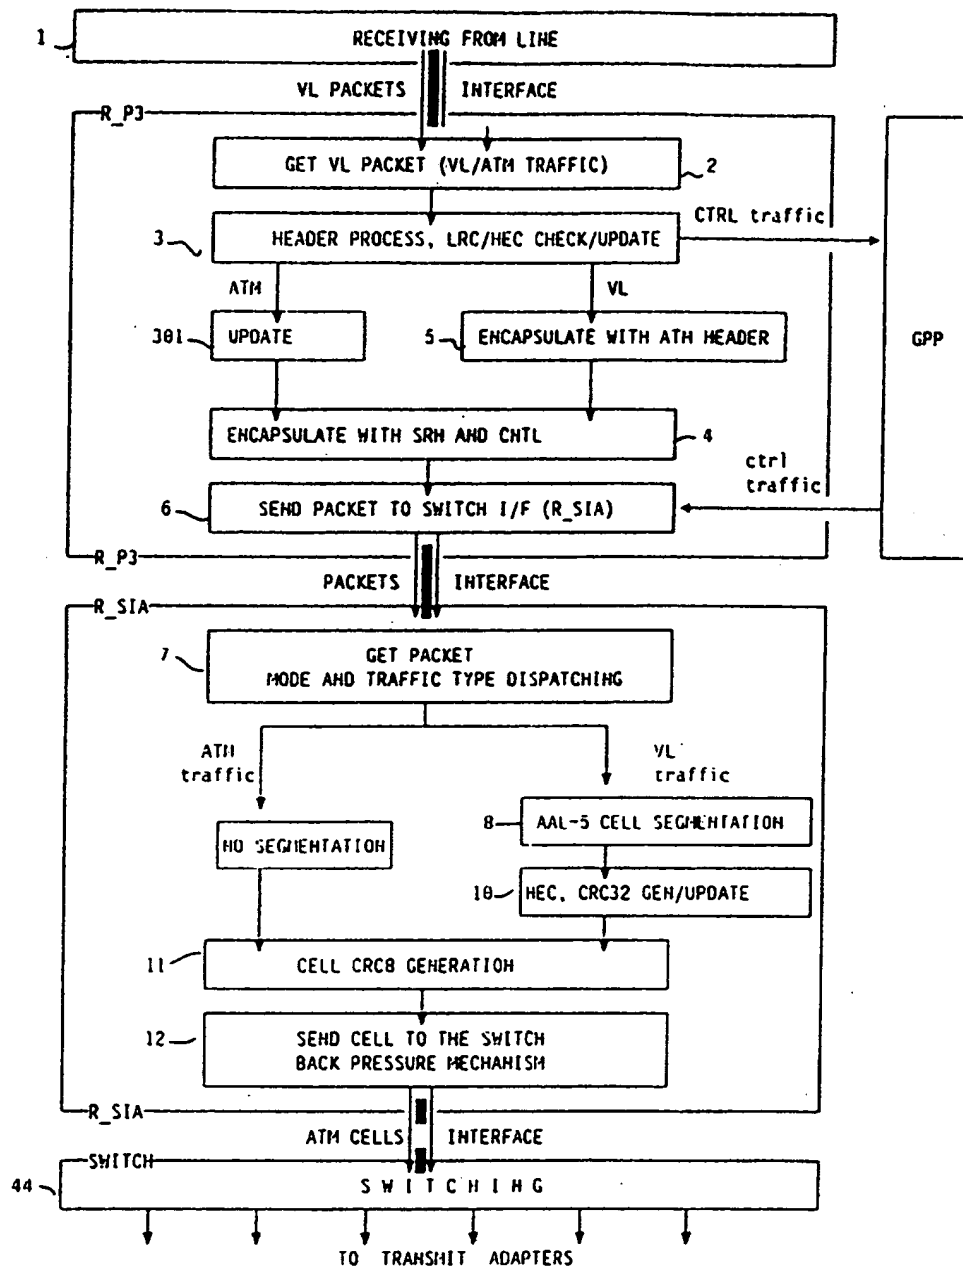 1 RECEIVING FROM LINE
VL PACKETS INTERFACE
R_P3
GET VL PACKET (VL/ATM TRAFFIC) 2
CTRL traffic
3 HEADER PROCESS, LRC/HEC CHECK/UPDATE
ATM VL
301 UPDATE 5 ENCAPSULATE WITH ATM HEADER
GPP
ENCAPSULATE WITH SRH AND CNTL 4
ctrl
traffic
6 SEND PACKET TO SWITCH I/F (R_SIA)
R_P3
PACKETS INTERFACE
R_SIA
7 GET PACKET
MODE AND TRAFFIC TYPE DISPATCHING
ATM
traffic
VL
traffic
8 AAL-5 CELL SEGMENTATION
NO SEGMENTATION
10 HEC, CRC32 GEN/UPDATE
11 CELL CRC8 GENERATION
12 SEND CELL TO THE SWITCH
BACK PRESSURE MECHANISM
R_SIA
ATM CELLS INTERFACE
SWITCH
44 SWITCHING
TO TRANSMIT ADAPTERS